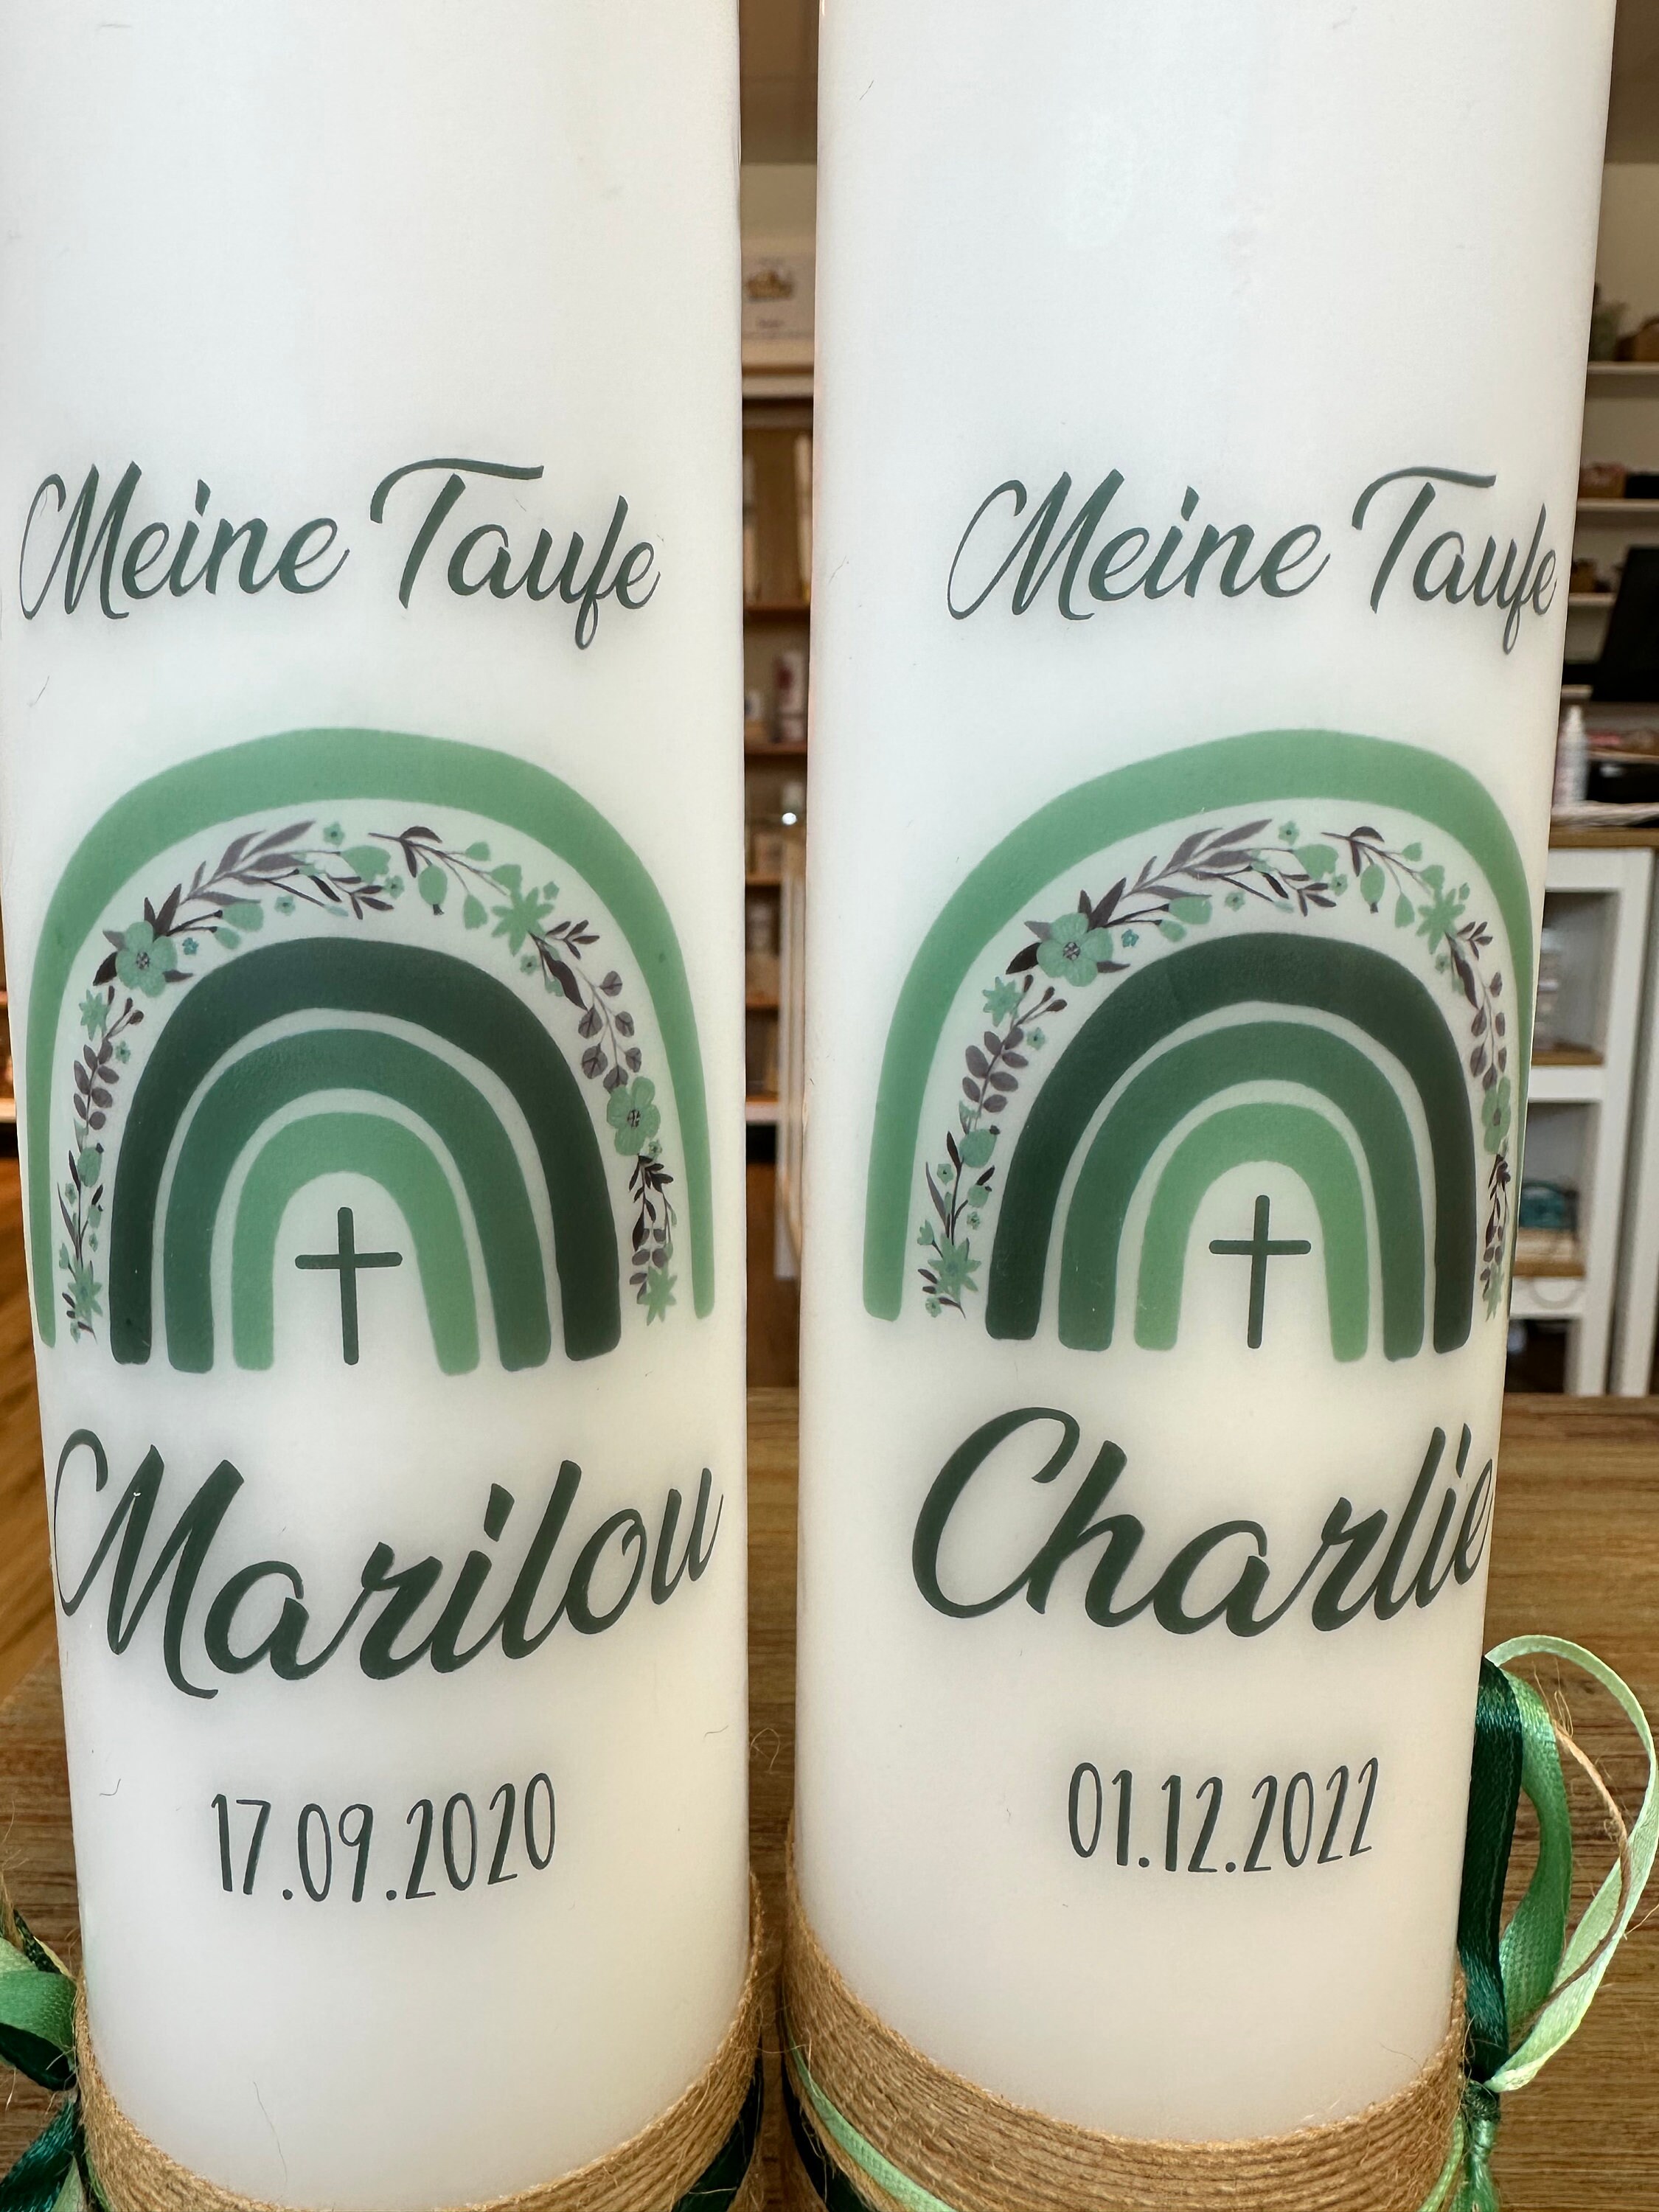 Meine Taufe
Marilou
17.09.2020
Meine Taufe
Charlie
01.12.2022